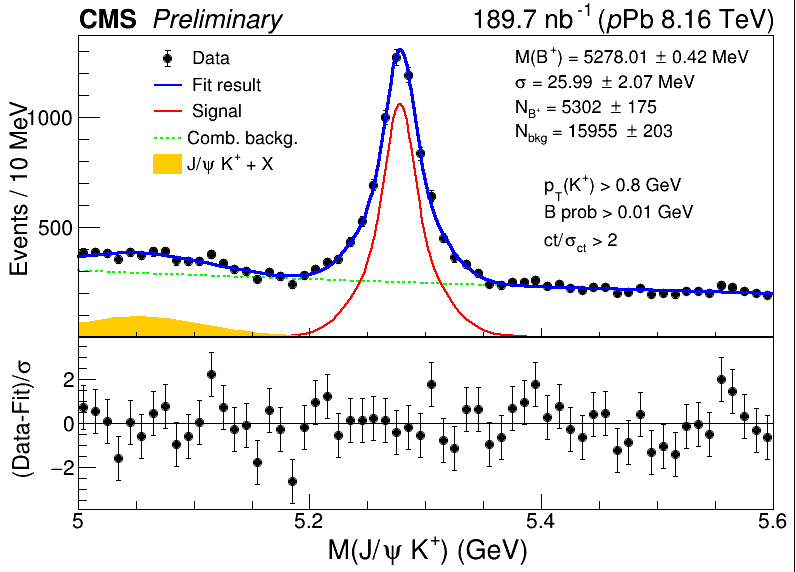 CMS Preliminary 189.7 nb⁻¹ (pPb 8.16 TeV)
Data
Fit result
Signal
Comb. backg.
J/ψ K⁺ + X
M(B⁺) = 5278.01 ± 0.42 MeV
σ = 25.99 ± 2.07 MeV
N_B⁺ = 5302 ± 175
N_bkg = 15955 ± 203
p_T(K⁺) > 0.8 GeV
B prob > 0.01 GeV
ct/σ_ct > 2
Events / 10 MeV
1000
500
(Data-Fit)/σ
2
0
−2
5 5.2 5.4 5.6
M(J/ψ K⁺) (GeV)